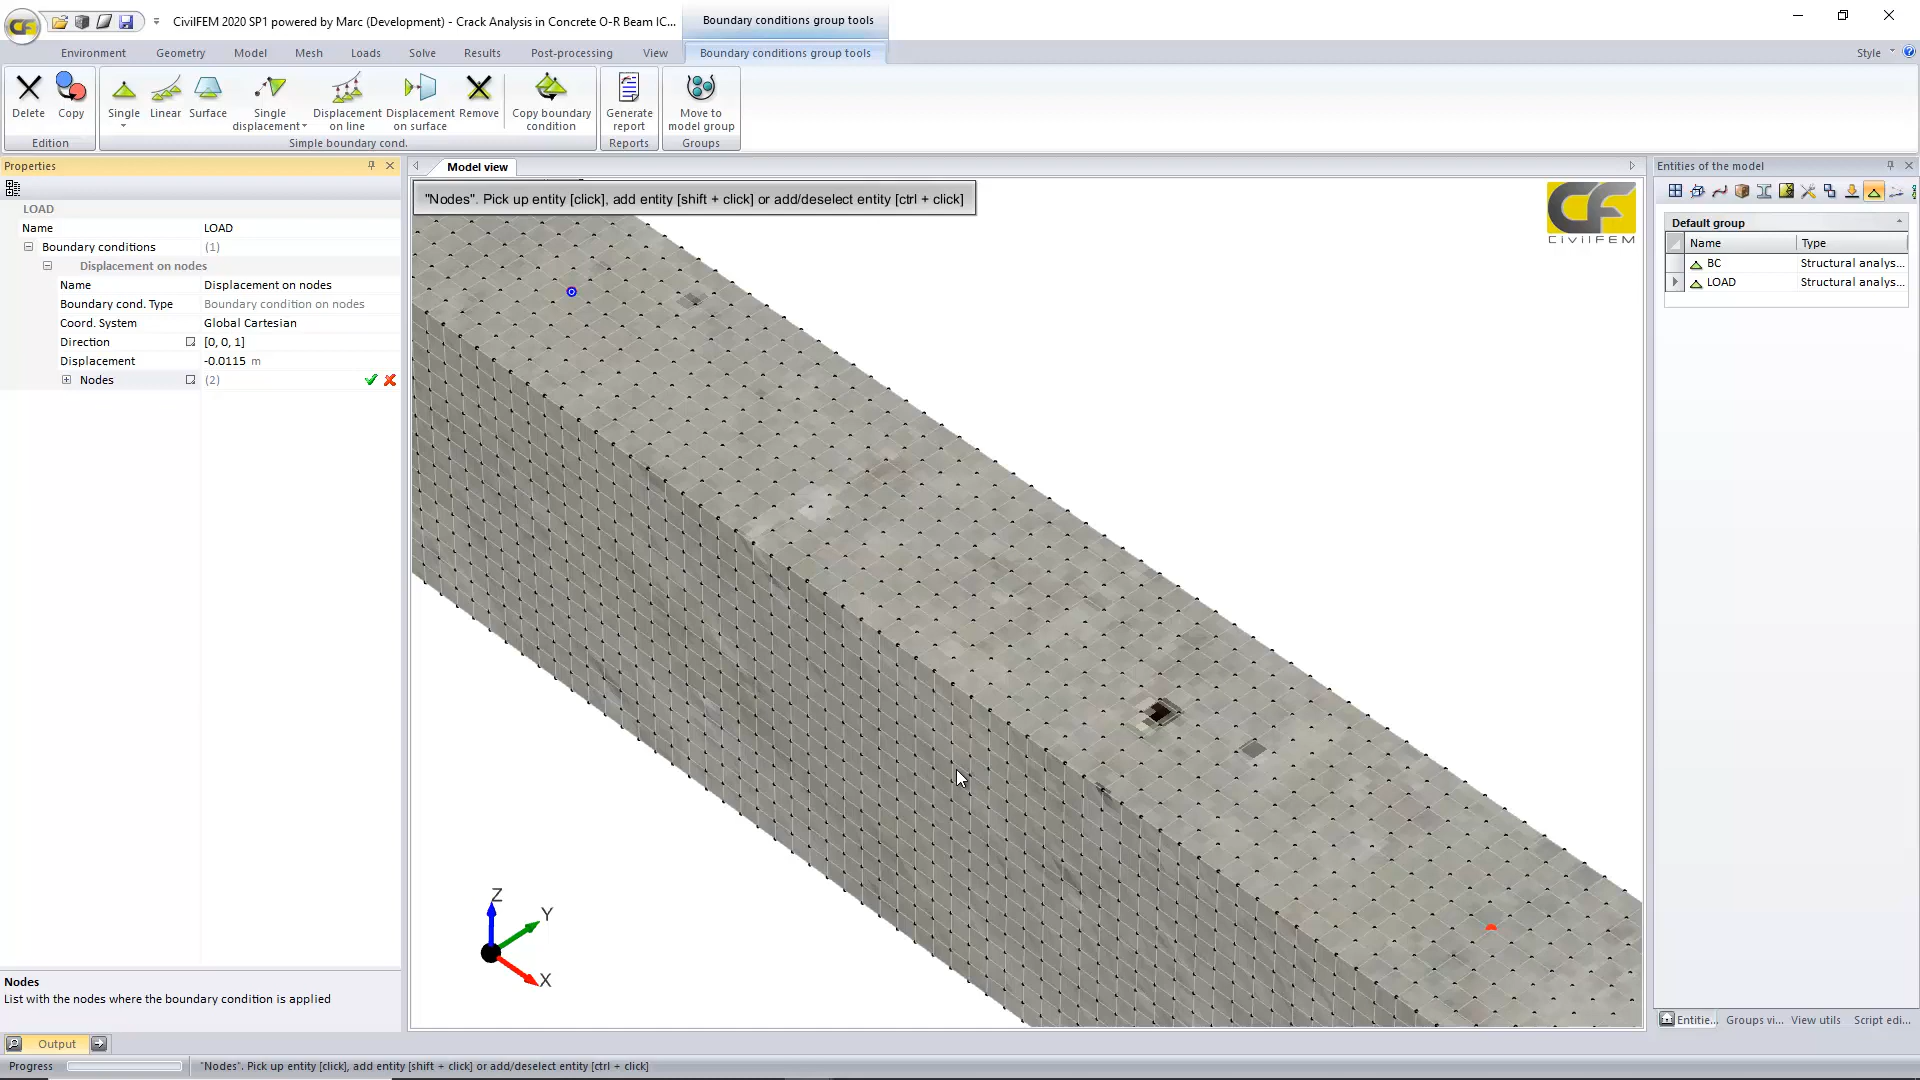 CivilFEM 2020 SP1 powered by Marc (Development) - Crack Analysis in Concrete O-R Beam IC...
Boundary conditions group tools
Environment Geometry Model Mesh Loads Solve Results Post-processing View Boundary conditions group tools
Style
Delete Copy
Edition
Single Linear Surface Single displacement Displacement on line Displacement on surface Remove Copy boundary condition
Simple boundary cond.
Generate report
Reports
Move to model group
Groups
Properties
Model view
Entities of the model
"Nodes". Pick up entity [click], add entity [shift + click] or add/deselect entity [ctrl + click]
CF
CIVILFEM
LOAD
Name LOAD
Boundary conditions (1)
Displacement on nodes
Name Displacement on nodes
Boundary cond. Type Boundary condition on nodes
Coord. System Global Cartesian
Direction [0, 0, 1]
Displacement -0.0115 m
Nodes (2)
Default group
Name Type
BC Structural analys...
LOAD Structural analys...
Z
Y
X
Nodes
List with the nodes where the boundary condition is applied
Entitie... Groups vi... View utils Script edi...
Output
Progress
"Nodes". Pick up entity [click], add entity [shift + click] or add/deselect entity [ctrl + click]